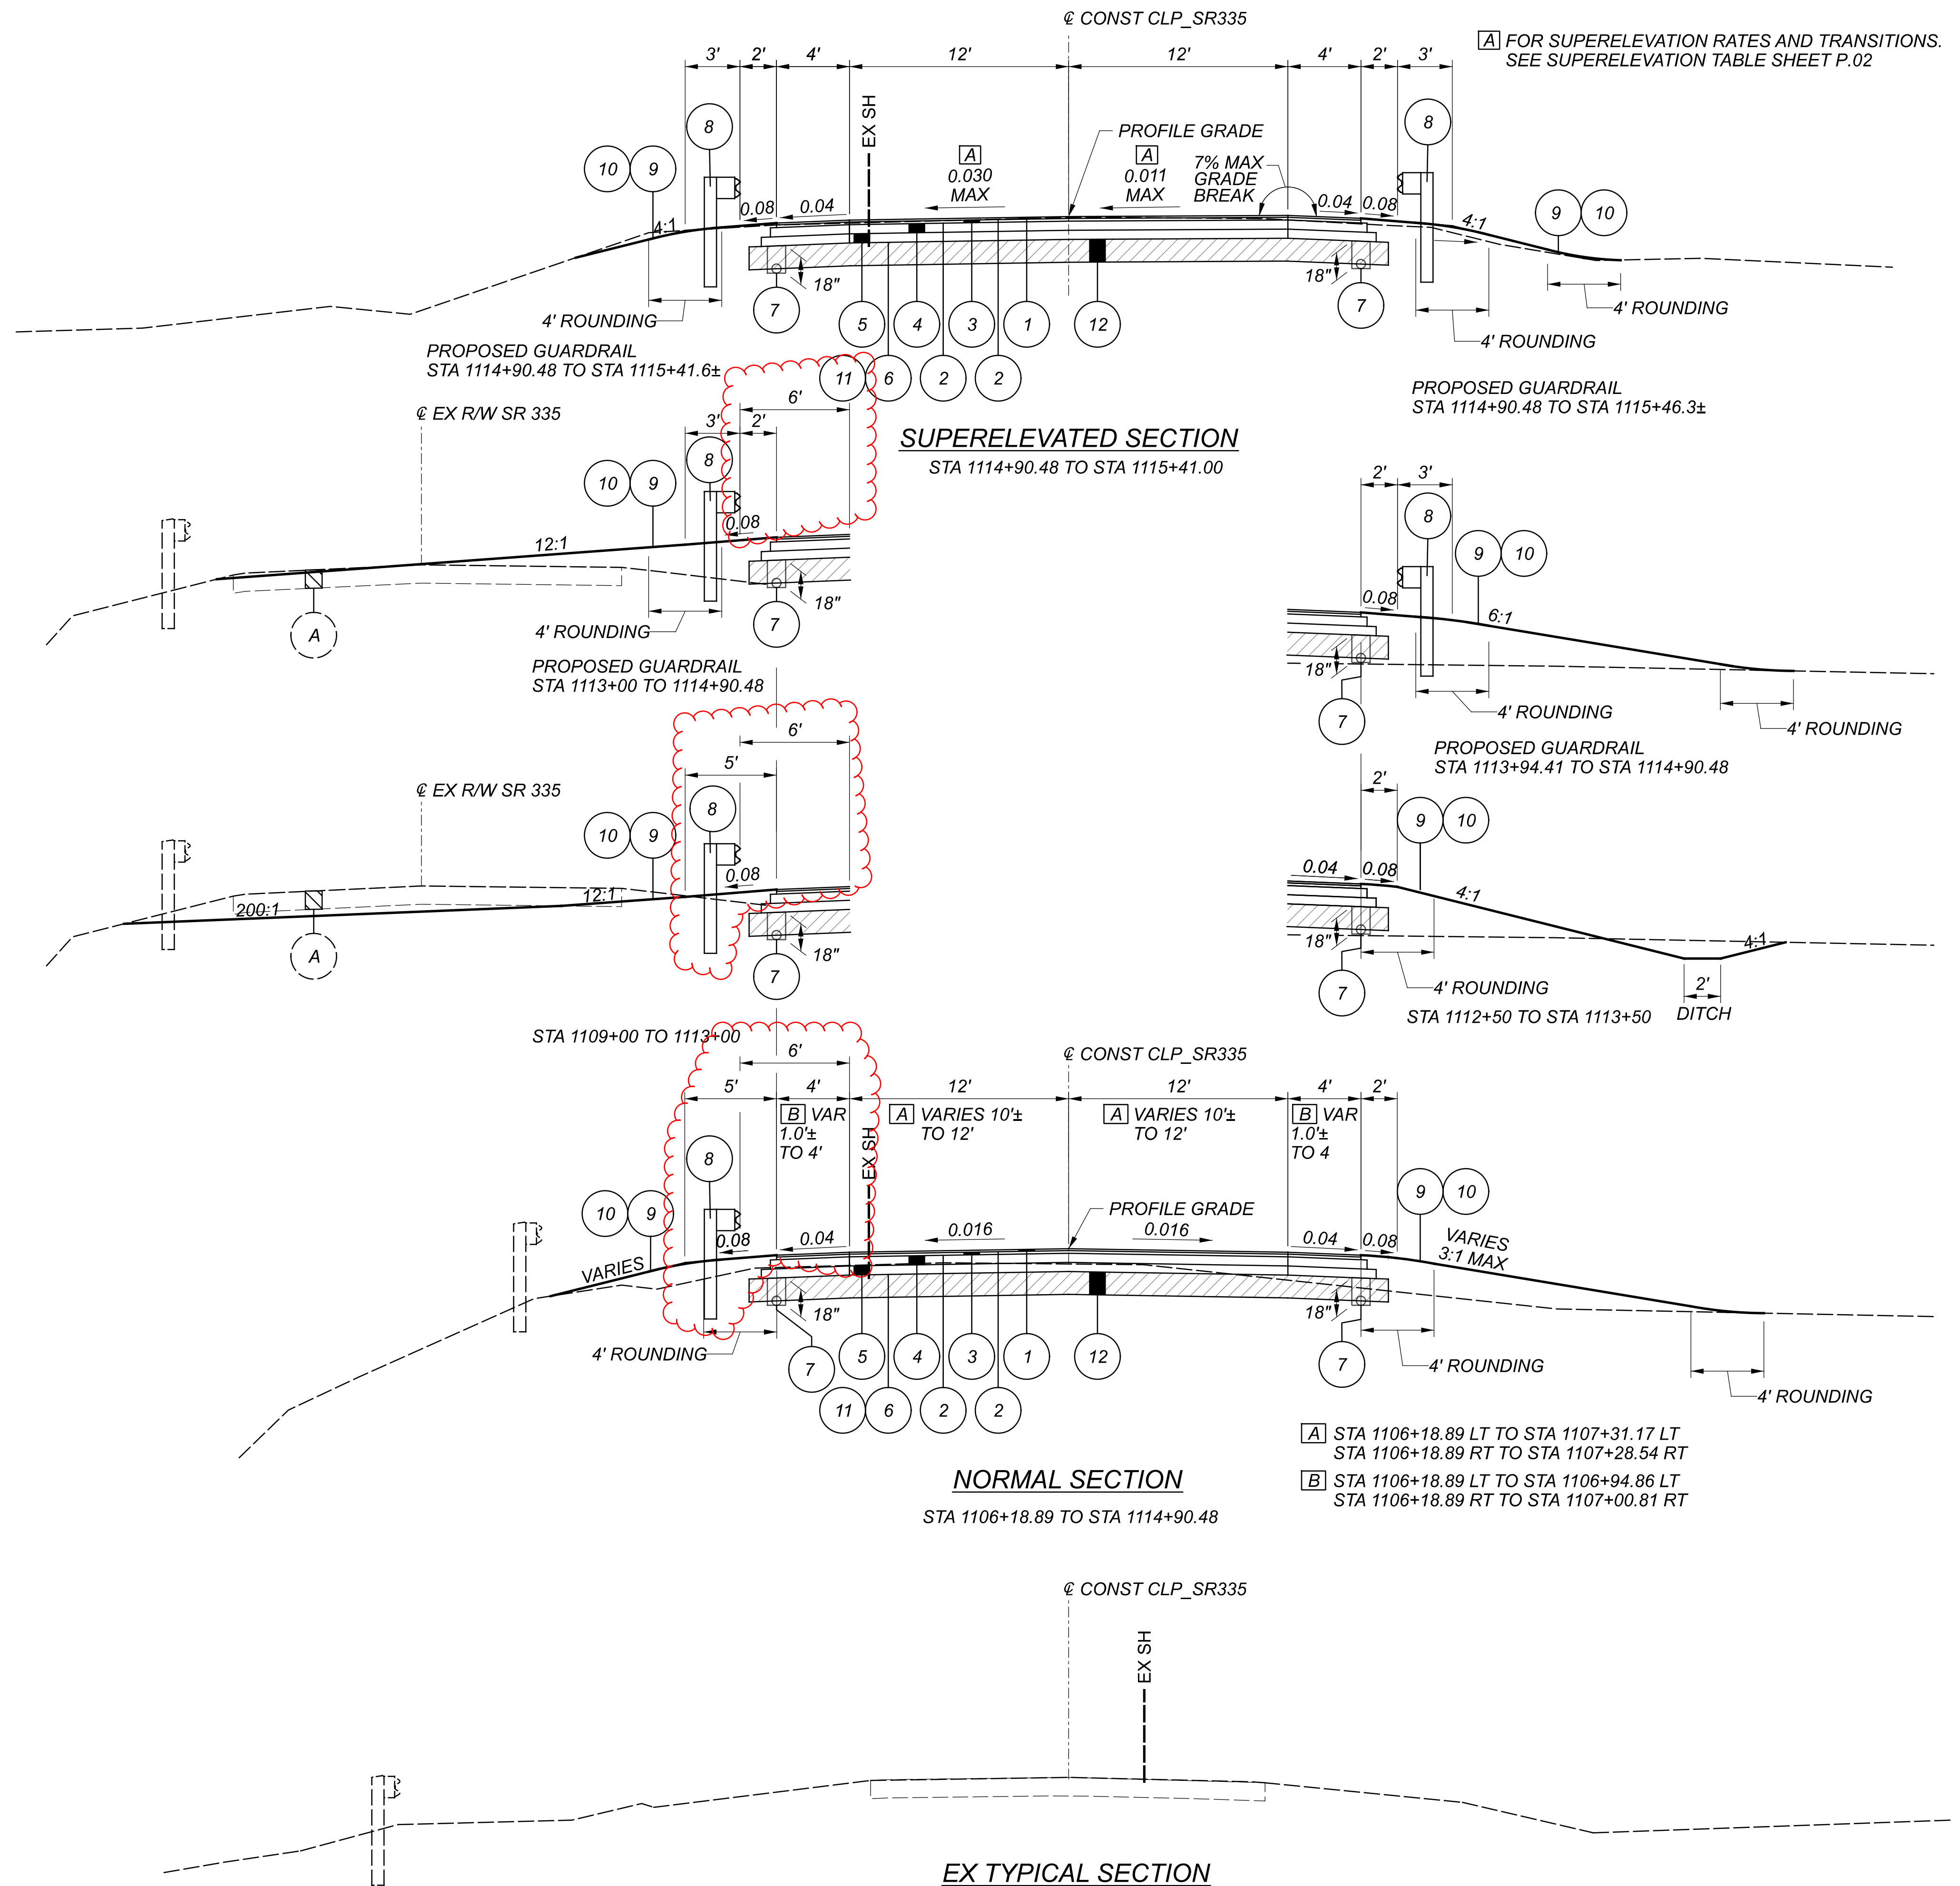 ℄ CONST CLP_SR335
A FOR SUPERELEVATION RATES AND TRANSITIONS.
SEE SUPERELEVATION TABLE SHEET P.02
3' 2' 4' 12' 12' 4' 2' 3'
8
EX SH
8
PROFILE GRADE
10 9
A
0.030
MAX
A
0.011
MAX
7% MAX
GRADE
BREAK
9 10
0.08 0.04 0.04 0.08
4:1 4:1
18" 18"
7 7
4' ROUNDING
4' ROUNDING
4' ROUNDING
5 4 3 1 12
11 6 2 2
PROPOSED GUARDRAIL
STA 1114+90.48 TO STA 1115+41.6±
PROPOSED GUARDRAIL
STA 1114+90.48 TO STA 1115+46.3±
SUPERELEVATED SECTION
STA 1114+90.48 TO STA 1115+41.00
℄ EX R/W SR 335
6'
3' 2'
8
10 9
0.08
12:1
A
18"
7
4' ROUNDING
PROPOSED GUARDRAIL
STA 1113+00 TO 1114+90.48
2' 3'
8
9 10
0.08
6:1
18"
7
4' ROUNDING
4' ROUNDING
PROPOSED GUARDRAIL
STA 1113+94.41 TO STA 1114+90.48
℄ EX R/W SR 335
6'
5'
8
10 9
0.08
12:1
200:1
A
18"
7
STA 1109+00 TO 1113+00
2'
9 10
0.04 0.08
4:1
4:1
18"
7
4' ROUNDING
2'
DITCH
STA 1112+50 TO STA 1113+50
℄ CONST CLP_SR335
6'
5' 4' 12' 12' 4' 2'
B VAR
1.0'±
TO 4'
A VARIES 10'±
TO 12'
A VARIES 10'±
TO 12'
B VAR
1.0'±
TO 4
EX SH
8
10 9
9 10
PROFILE GRADE
0.08 0.04 0.016 0.016 0.04 0.08
VARIES
VARIES
3:1 MAX
18" 18"
4' ROUNDING
7
5 4 3 1 12
7
4' ROUNDING
4' ROUNDING
11 6 2 2
A STA 1106+18.89 LT TO STA 1107+31.17 LT
STA 1106+18.89 RT TO STA 1107+28.54 RT
B STA 1106+18.89 LT TO STA 1106+94.86 LT
STA 1106+18.89 RT TO STA 1107+00.81 RT
NORMAL SECTION
STA 1106+18.89 TO STA 1114+90.48
℄ CONST CLP_SR335
EX SH
EX TYPICAL SECTION